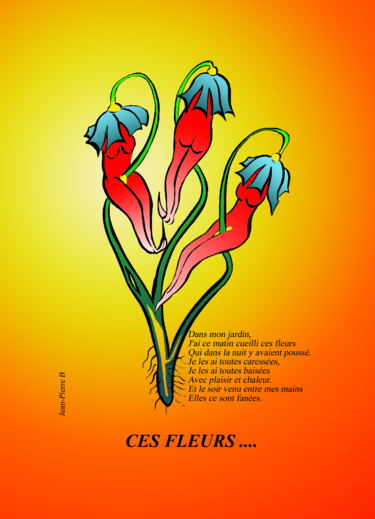 Dans mon jardin,
J'ai ce matin cueilli ces fleurs
Qui dans la nuit y avaient poussé.
Je les ai toutes caressées,
Je les ai toutes baisées
Avec plaisir et chaleur.
Et le soir venu entre mes mains
Elles ce sont fanées.
Jean-Pierre B
CES FLEURS ....